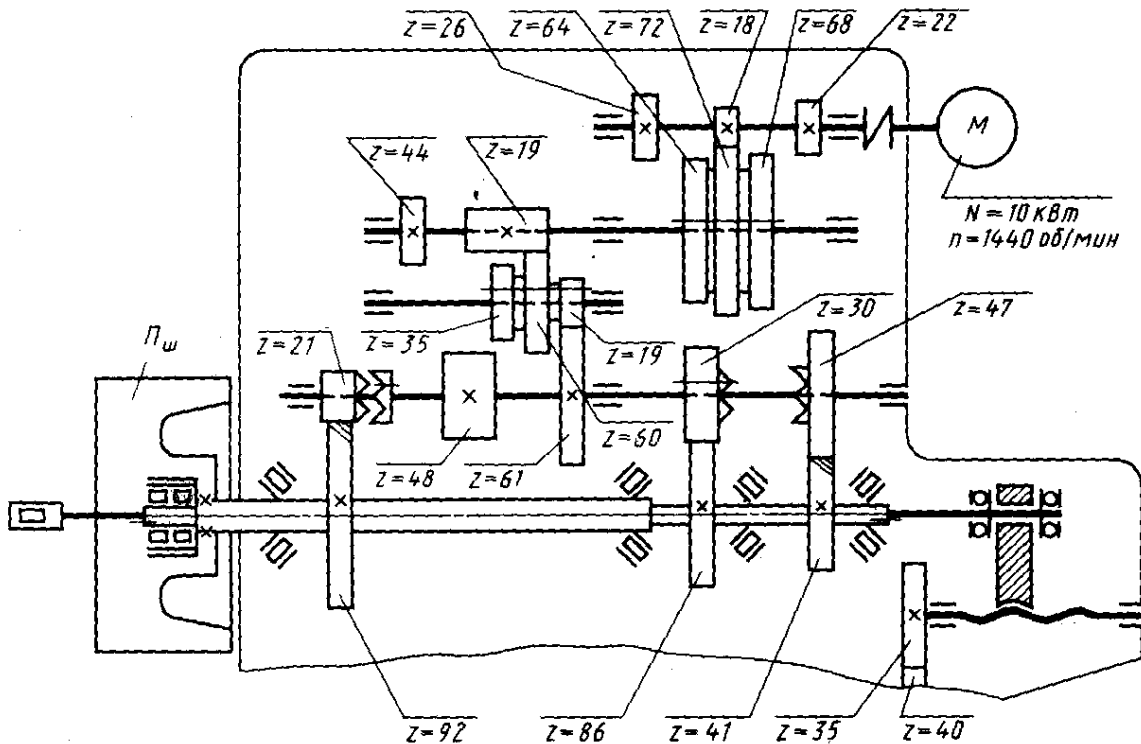 z=26
z=64
z=72
z=18
z=68
z=22
М
N = 10 кВт
n=1440 об/мин
z=44
z=19
z=30
z=47
Пш
z=21
z=35
z=19
z=60
z=48
z=61
z=92
z=86
z=41
z=35
z=40